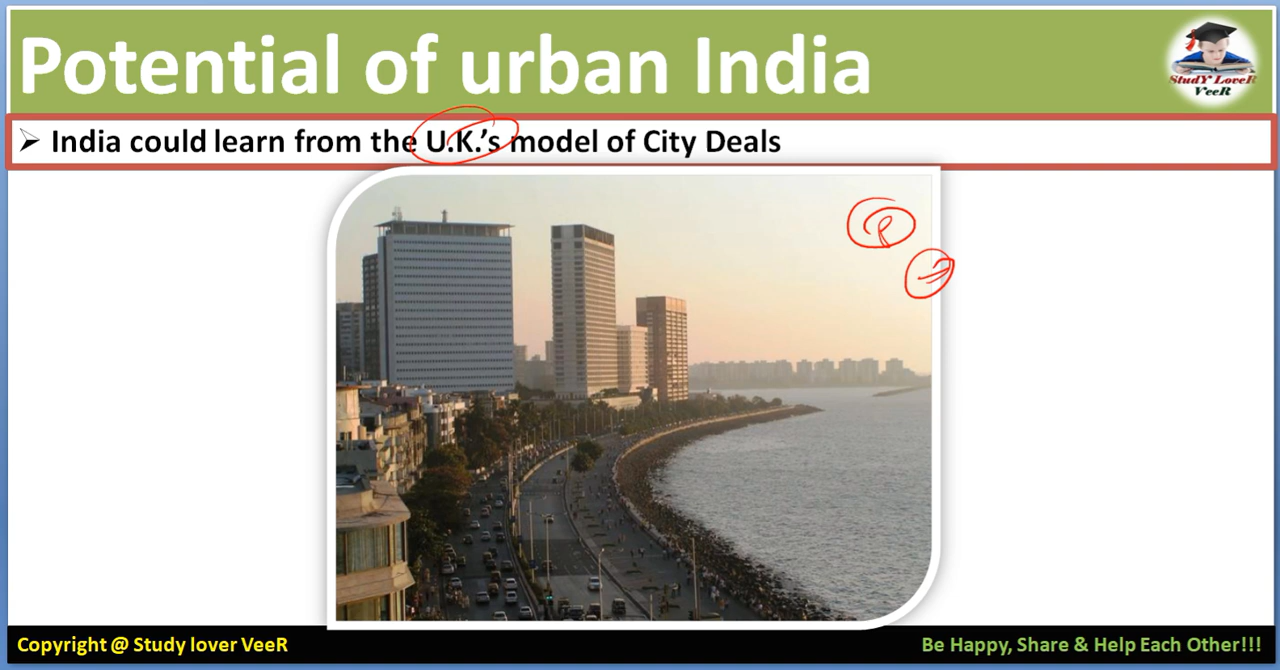 Potential of urban India
StudY LoveR
VeeR
➢ India could learn from the U.K.'s model of City Deals
Copyright @ Study lover VeeR
Be Happy, Share & Help Each Other!!!